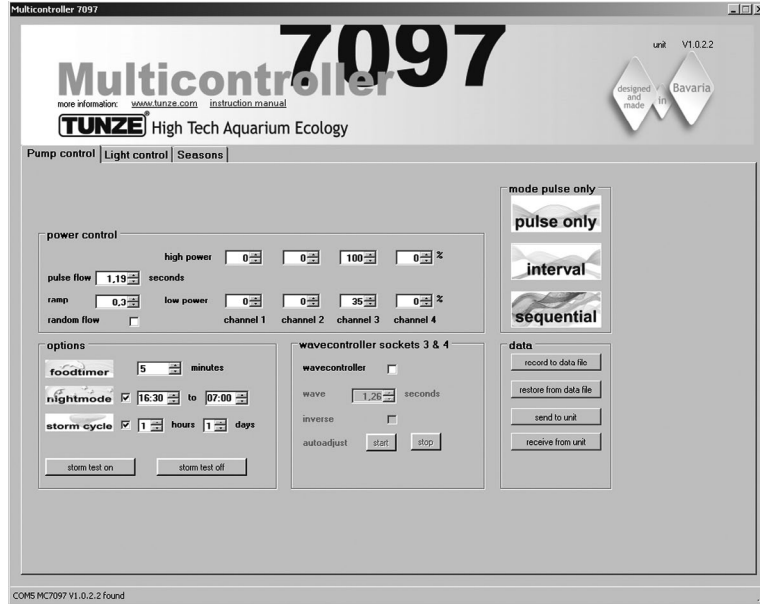 Multicontroller 7097
7097
Multicontroller
unit V1.0.2.2
more information: www.tunze.com instruction manual
TUNZE® High Tech Aquarium Ecology
designed and made in Bavaria
Pump control Light control Seasons
mode pulse only
pulse only
interval
sequential
power control
high power 0 0 100 0 %
pulse flow 1,19 seconds
ramp 0,3 low power 0 0 35 0 %
random flow channel 1 channel 2 channel 3 channel 4
options
foodtimer 5 minutes
nightmode 16:30 to 07:00
storm cycle 1 hours 1 days
storm test on storm test off
wavecontroller sockets 3 & 4
wavecontroller
wave 1,26 seconds
inverse
autoadjust start stop
data
record to data file
restore from data file
send to unit
receive from unit
COM5 MC7097 V1.0.2.2 found